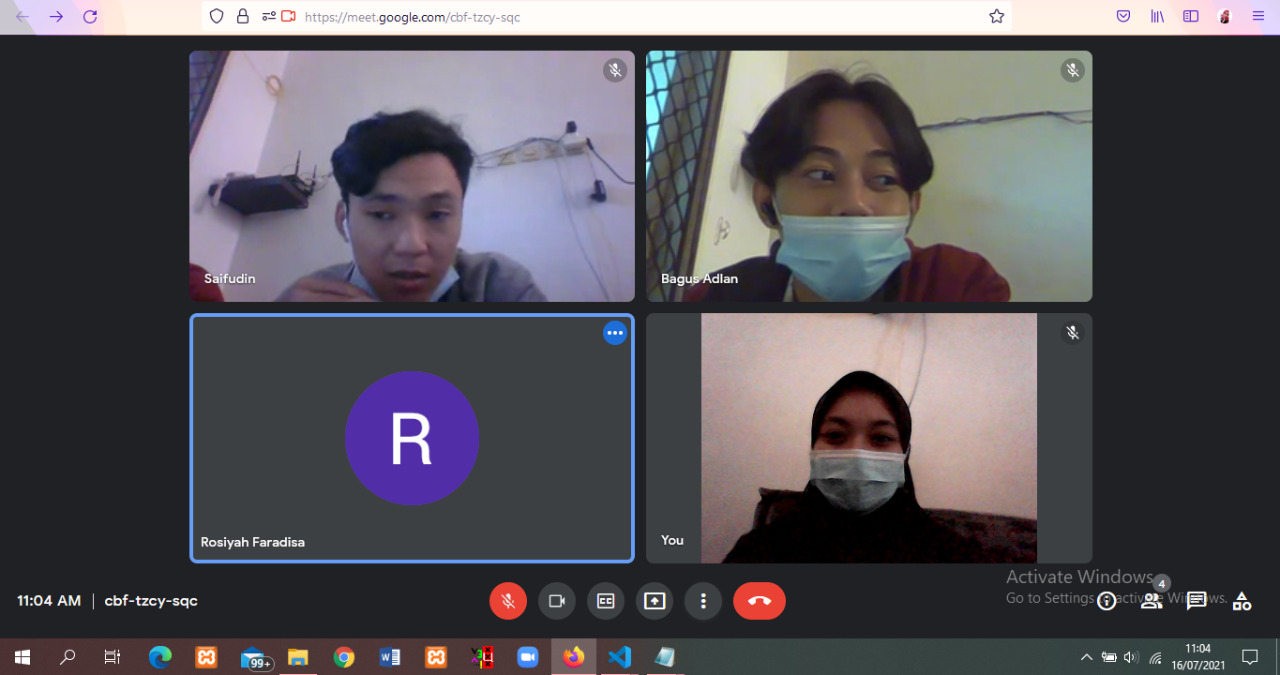 https://meet.google.com/cbf-tzcy-sqc
Saifudin
Bagus Adlan
R
Rosiyah Faradisa
You
Activate Windows
Go to Settings to activate Windows.
4
11:04 AM | cbf-tzcy-sqc
CC
99+
11:04
16/07/2021